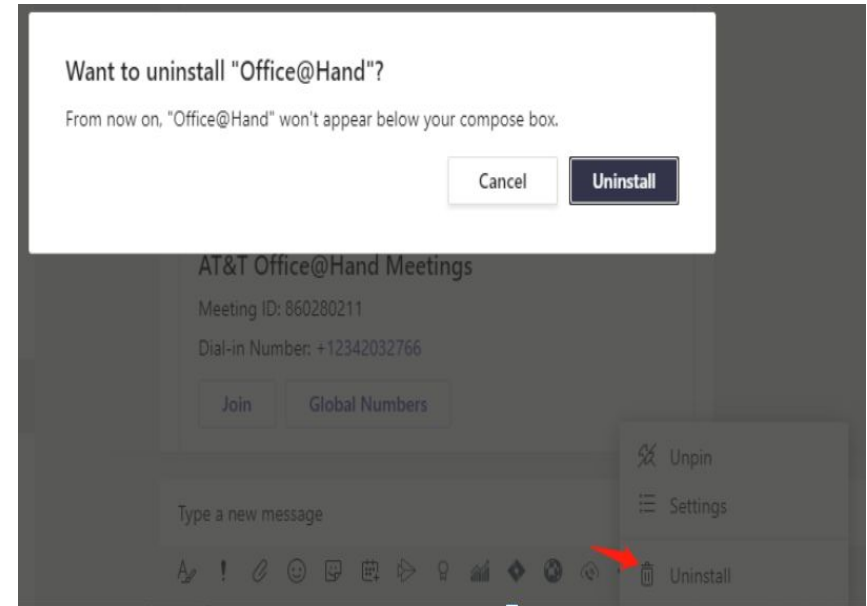 Want to uninstall "Office@Hand"?
From now on, "Office@Hand" won't appear below your compose box.
Cancel
Uninstall
AT&T Office@Hand Meetings
Meeting ID: 860280211
Dial-in Number: +12342032766
Join
Global Numbers
Unpin
Settings
Type a new message
Uninstall